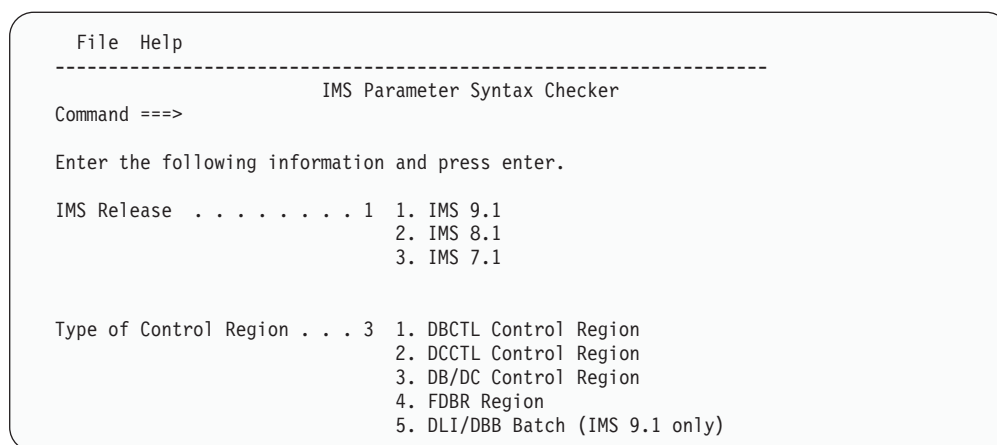 File Help
-------------------------------------------------------------------
IMS Parameter Syntax Checker
Command ===>
Enter the following information and press enter.
IMS Release . . . . . . . . 1 1. IMS 9.1
2. IMS 8.1
3. IMS 7.1
Type of Control Region . . . 3 1. DBCTL Control Region
2. DCCTL Control Region
3. DB/DC Control Region
4. FDBR Region
5. DLI/DBB Batch (IMS 9.1 only)